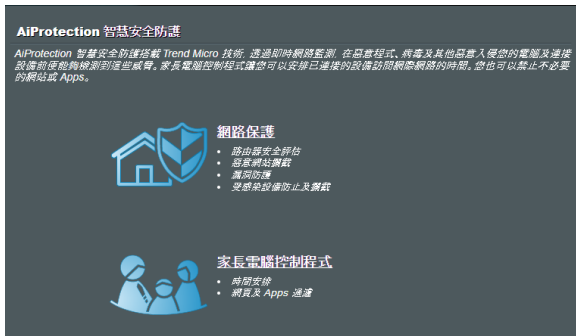 AiProtection 智慧安全防護
AiProtection 智慧安全防護搭載 Trend Micro 技術, 透過即時網路監測, 在惡意程式、病毒及其他惡意入侵您的電腦及連接
設備前便能夠檢測到這些威脅。家長電腦控制程式讓您可以安排已連接的設備訪問網際網路的時間。您也可以禁止不必要
的網站或 Apps。
網路保護
• 路由器安全評估
• 惡意網站攔截
• 漏洞防護
• 受感染設備防止及攔截
家長電腦控制程式
• 時間安排
• 網頁及 Apps 過濾